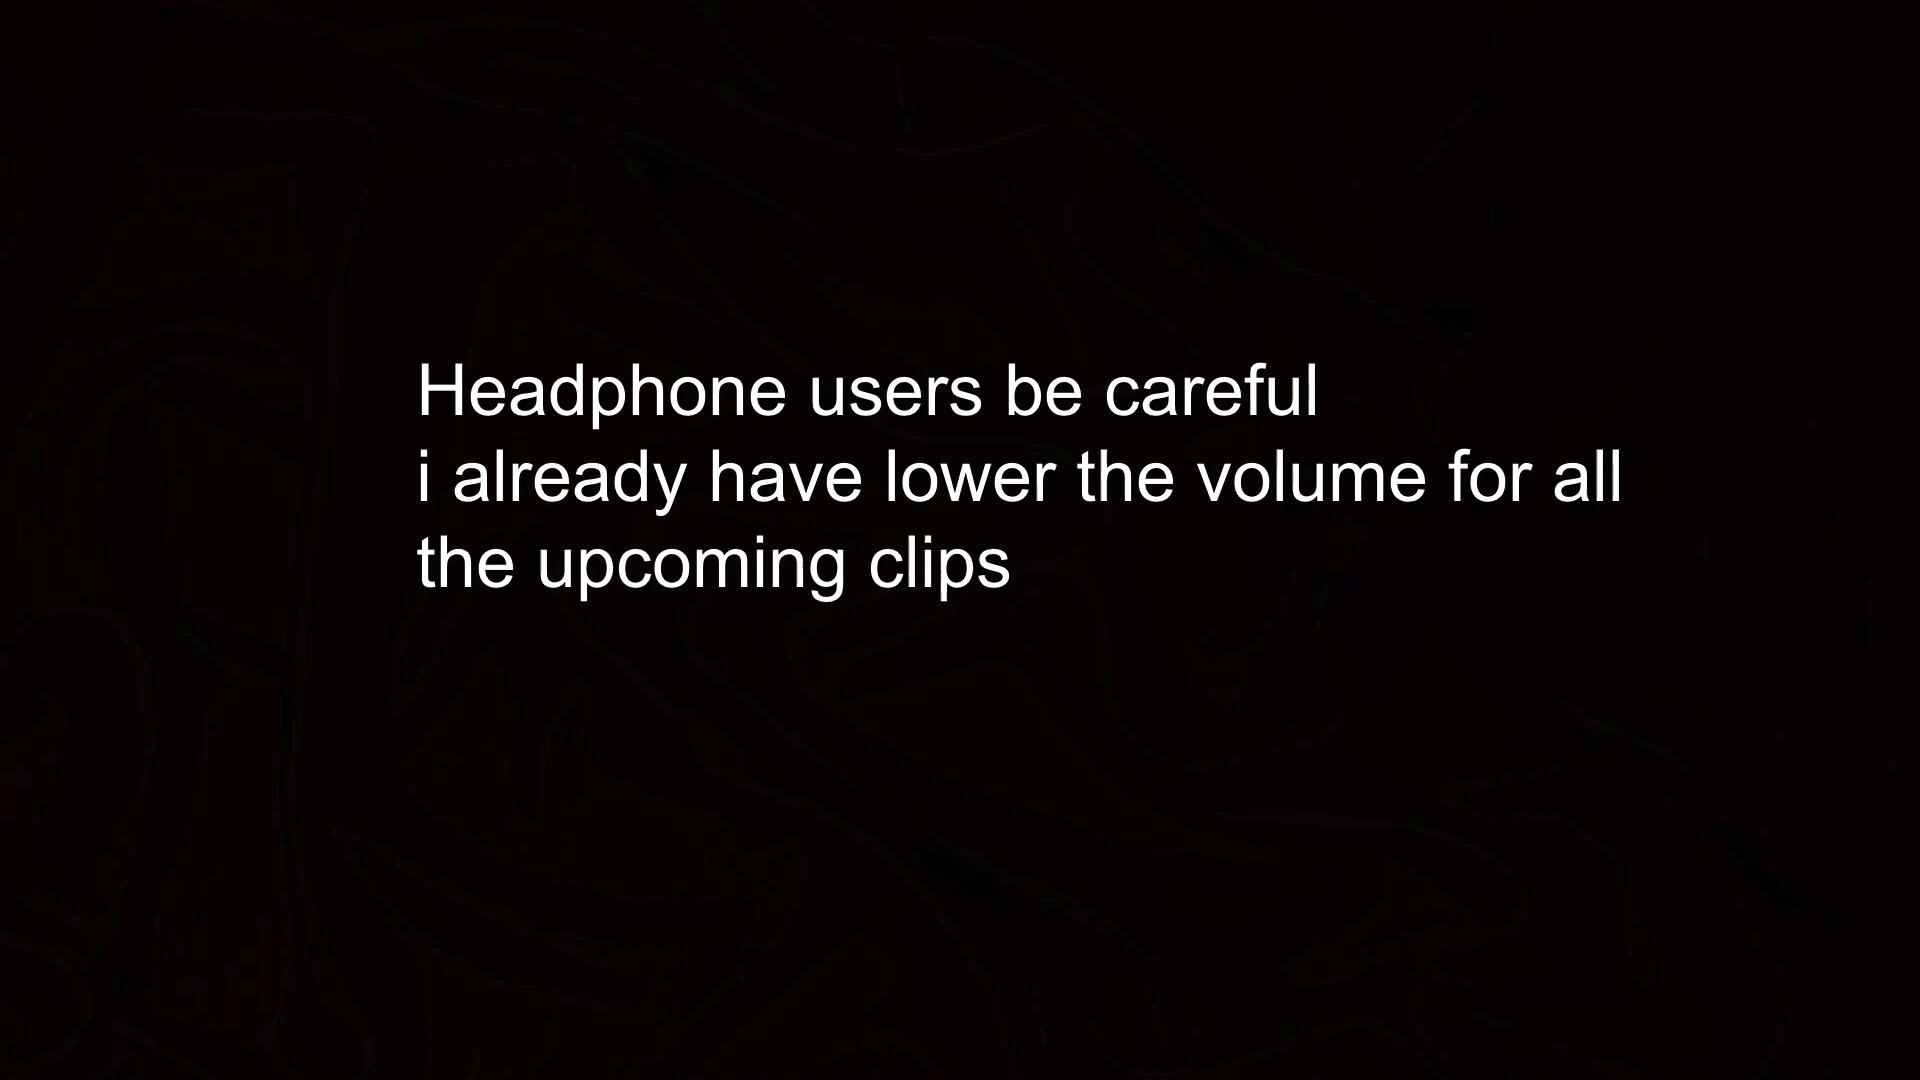 Headphone users be careful
i already have lower the volume for all
the upcoming clips